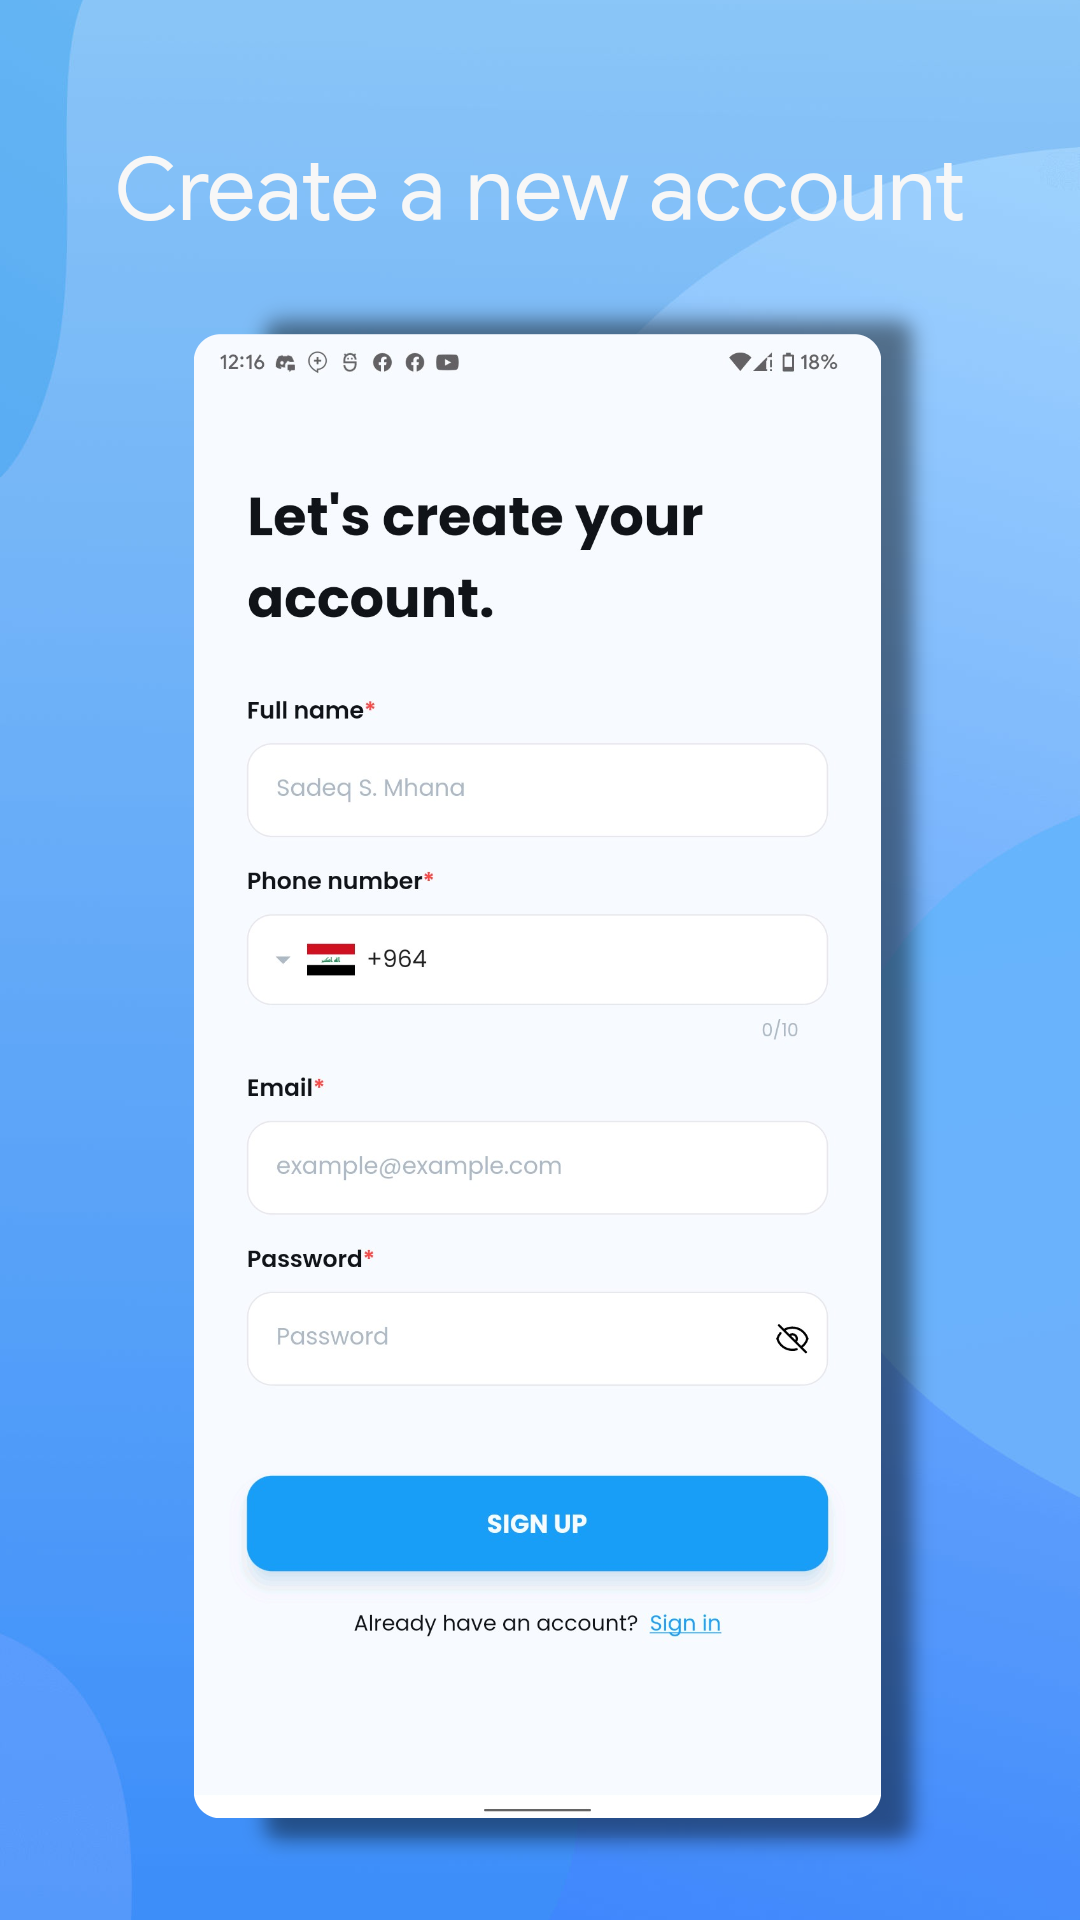 Create a new account
12:16
18%
Let's create your
account.
Full name*
Sadeq S. Mhana
Phone number*
+964
0/10
Email*
example@example.com
Password*
Password
SIGN UP
Already have an account? Sign in